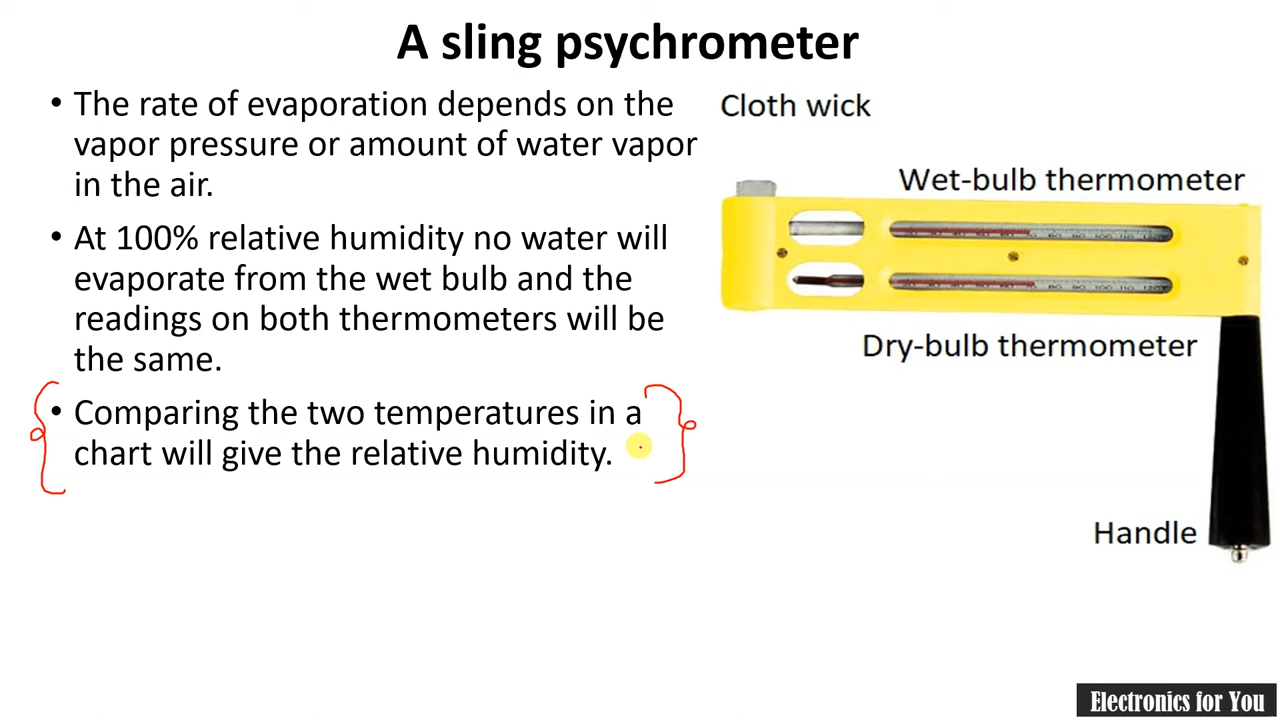 A sling psychrometer
• The rate of evaporation depends on the
vapor pressure or amount of water vapor
in the air.
• At 100% relative humidity no water will
evaporate from the wet bulb and the
readings on both thermometers will be
the same.
• Comparing the two temperatures in a
chart will give the relative humidity.
Cloth wick
Wet-bulb thermometer
Dry-bulb thermometer
Handle
Electronics for You